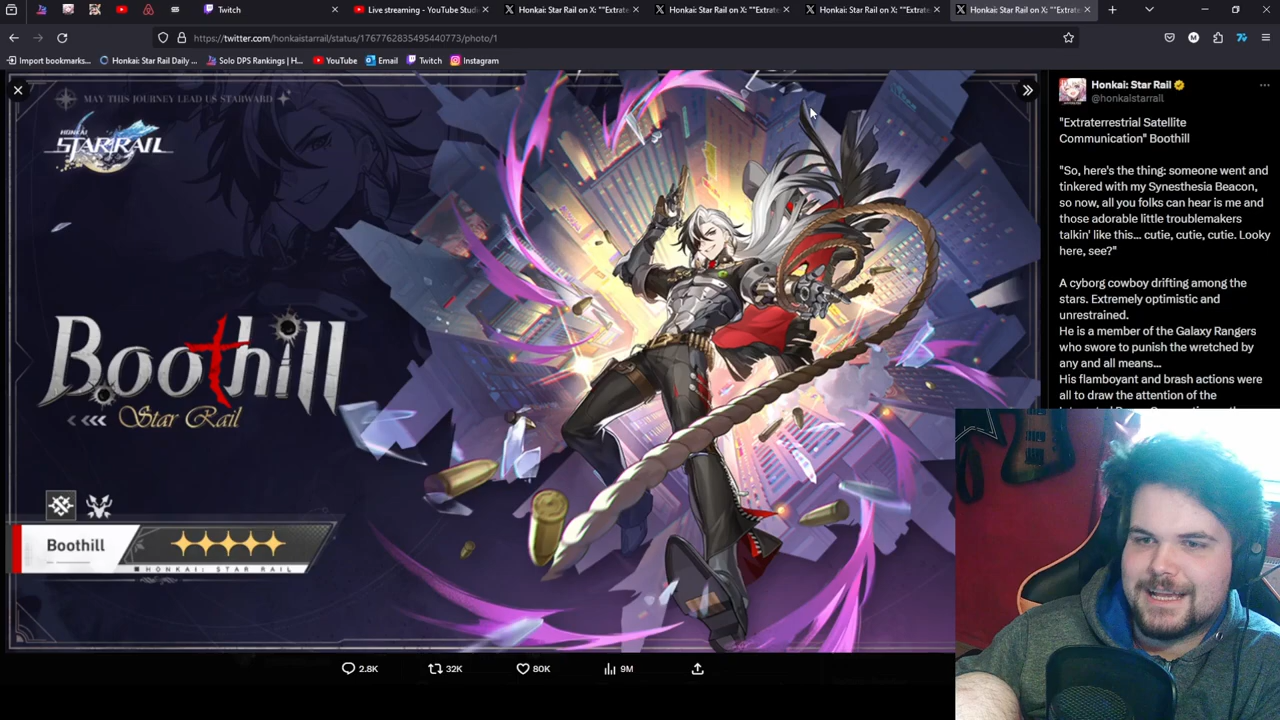 Twitch
Live streaming - YouTube Studi
Honkai: Star Rail on X: ""Extrate
Honkai: Star Rail on X: ""Extrate
Honkai: Star Rail on X: ""Extrate
Honkai: Star Rail on X: ""Extrate
https://twitter.com/honkaistarrail/status/1767762835495440773/photo/1
Import bookmarks...
Honkai: Star Rail Daily ...
Solo DPS Rankings | H...
YouTube
Email
Twitch
Instagram
MAY THIS JOURNEY LEAD US STARWARD
HONKAI
STAR RAIL
Boothill
Star Rail
Boothill
HONKAI: STAR RAIL
2.8K
32K
80K
9M
Honkai: Star Rail
@honkaistarrail
"Extraterrestrial Satellite
Communication" Boothill
"So, here's the thing: someone went and
tinkered with my Synesthesia Beacon,
so now, all you folks can hear is me and
those adorable little troublemakers
talkin' like this... cutie, cutie, cutie. Looky
here, see?"
A cyborg cowboy drifting among the
stars. Extremely optimistic and
unrestrained.
He is a member of the Galaxy Rangers
who swore to punish the wretched by
any and all means...
His flamboyant and brash actions were
all to draw the attention of the